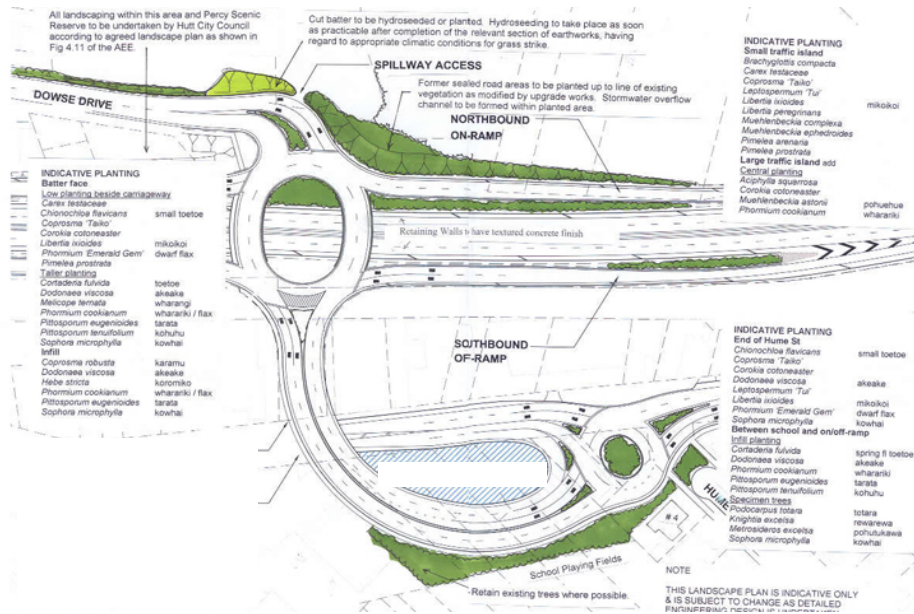 All landscaping within this area and Percy Scenic
Reserve to be undertaken by Hutt City Council
according to agreed landscape plan as shown in
Fig 4.11 of the AEE.
Cut batter to be hydroseeded or planted. Hydroseeding to take place as soon
as practicable after completion of the relevant section of earthworks, having
regard to appropriate climatic conditions for grass strike.
SPILLWAY ACCESS
Former sealed road areas to be planted up to line of existing
vegetation as modified by upgrade works. Stormwater overflow
channel to be formed within planted area.
DOWSE DRIVE
NORTHBOUND
ON-RAMP
INDICATIVE PLANTING
Small traffic island
Brachyglottis compacta
Carex testaceae
Coprosma 'Taiko'
Leptospermum 'Tui'
Libertia ixioides mikoikoi
Libertia peregrinans
Muehlenbeckia complexa
Muehlenbeckia ephedroides
Pimelea arenaria
Pimelea prostrata
Large traffic island add
Central planting
Aciphylla squarrosa
Corokia cotoneaster
Muehlenbeckia astonii pohuehue
Phormium cookianum wharariki
INDICATIVE PLANTING
Batter face
Low planting beside carriageway
Carex testaceae
Chionochloa flavicans small toetoe
Coprosma 'Taiko'
Corokia cotoneaster
Libertia ixioides mikoikoi
Phormium 'Emerald Gem' dwarf flax
Pimelea prostrata
Taller planting
Cortaderia fulvida toetoe
Dodonaea viscosa akeake
Melicope ternata wharangi
Phormium cookianum wharariki / flax
Pittosporum eugenioides tarata
Pittosporum tenuifolium kohuhu
Sophora microphylla kowhai
Infill
Coprosma robusta karamu
Dodonaea viscosa akeake
Hebe stricta koromiko
Phormium cookianum wharariki / flax
Pittosporum eugenioides tarata
Sophora microphylla kowhai
Retaining Walls have textured concrete finish
SOUTHBOUND
OF-RAMP
INDICATIVE PLANTING
End of Hume St
Chionochloa flavicans small toetoe
Coprosma 'Taiko'
Corokia cotoneaster
Dodonaea viscosa akeake
Leptospermum 'Tui'
Libertia ixioides mikoikoi
Phormium 'Emerald Gem' dwarf flax
Sophora microphylla kowhai
Between school and on/off-ramp
Infill planting
Cortaderia fulvida spring fl toetoe
Dodonaea viscosa akeake
Phormium cookianum wharariki
Pittosporum eugenioides tarata
Pittosporum tenuifolium kohuhu
Specimen trees
Podocarpus totara totara
Knightia excelsa rewarewa
Metrosideros excelsa pohutukawa
Sophora microphylla kowhai
HUME
#4
School Playing Fields
Retain existing trees where possible.
NOTE
THIS LANDSCAPE PLAN IS INDICATIVE ONLY
& IS SUBJECT TO CHANGE AS DETAILED
ENGINEERING DESIGN IS UNDERTAKEN